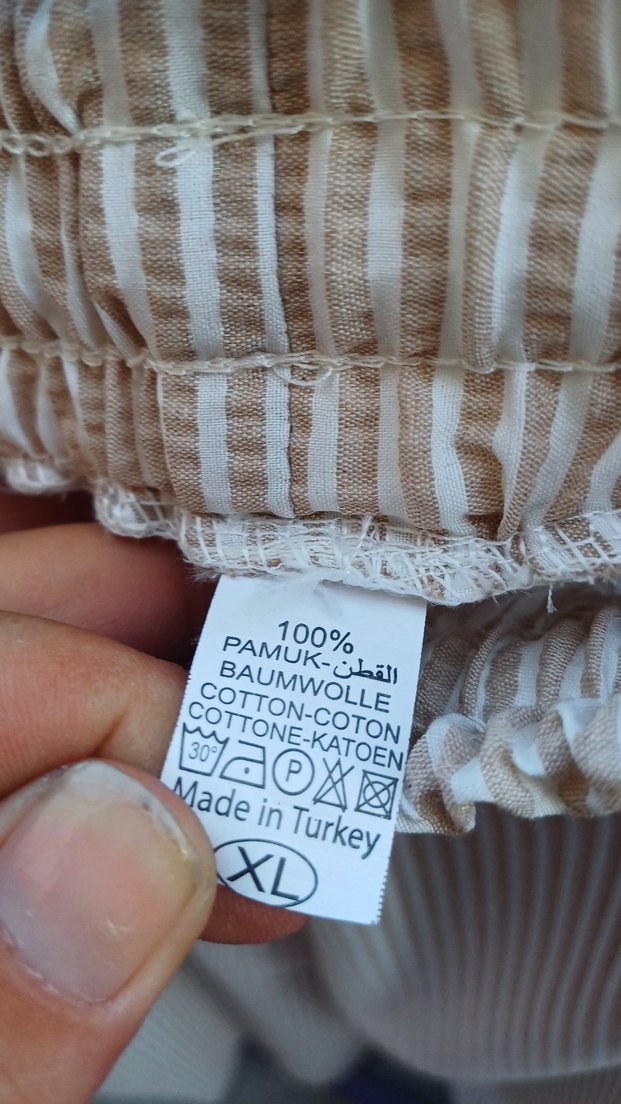 100%
PAMUK-القطن
BAUMWOLLE
COTTON-COTON
COTTONE-KATOEN
30° P
Made in Turkey
XL